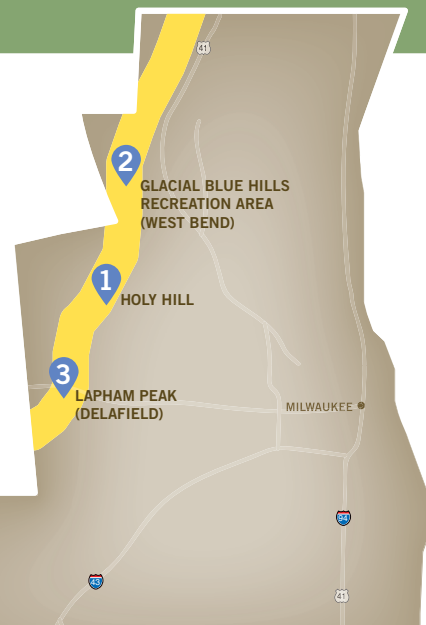 41
2
GLACIAL BLUE HILLS
RECREATION AREA
(WEST BEND)
1
HOLY HILL
3
LAPHAM PEAK
(DELAFIELD)
MILWAUKEE
94
43
41